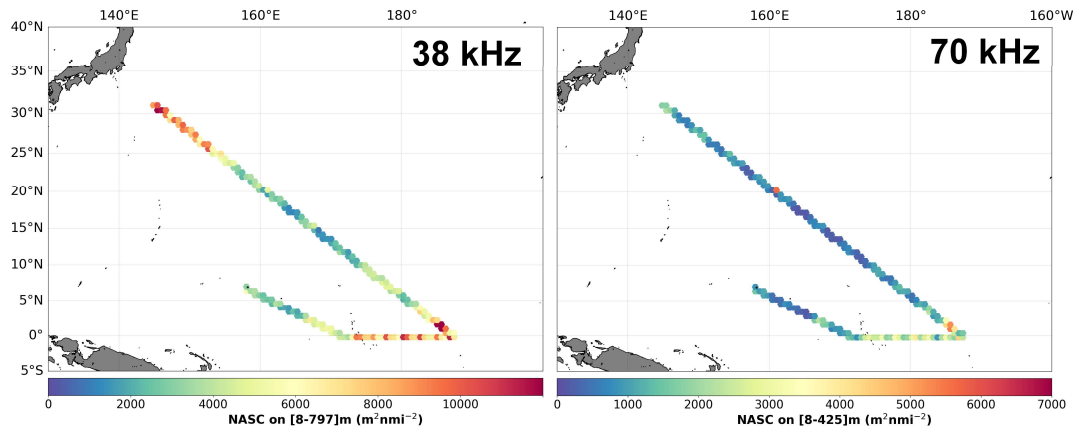 140°E 160°E 180° 140°E 160°E 180° 160°W
40°N
38 kHz 70 kHz
35°N
30°N
25°N
20°N
15°N
10°N
5°N
0°
5°S
0 2000 4000 6000 8000 10000 0 1000 2000 3000 4000 5000 6000 7000
NASC on [8-797]m (m²nmi⁻²) NASC on [8-425]m (m²nmi⁻²)